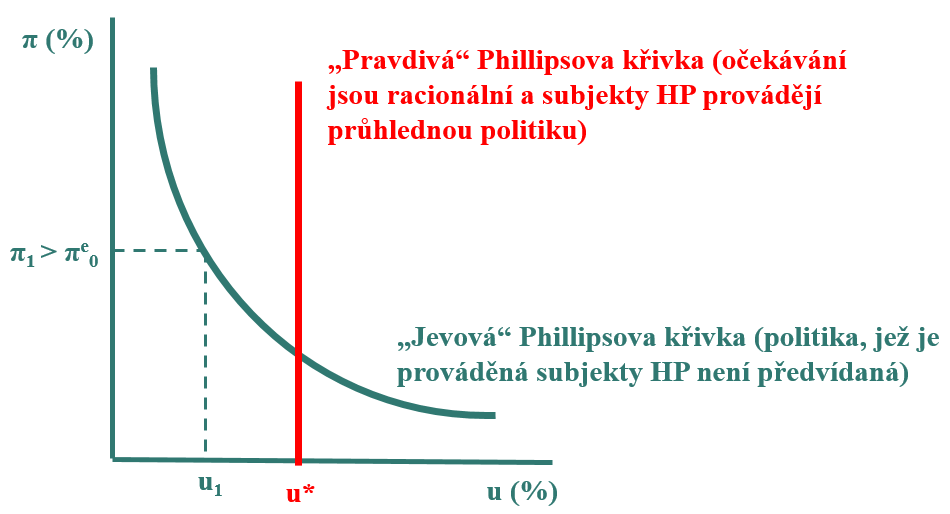 π (%)
„Pravdivá“ Phillipsova křivka (očekávání
jsou racionální a subjekty HP provádějí
průhlednou politiku)
π₁ > πᵉ₀
„Jevová“ Phillipsova křivka (politika, jež je
prováděná subjekty HP není předvídaná)
u₁
u*
u (%)